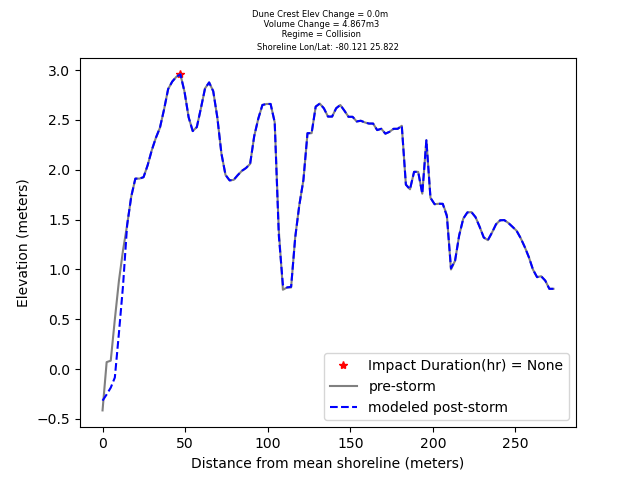 Dune Crest Elev Change = 0.0m
Volume Change = 4.867m3
Regime = Collision
Shoreline Lon/Lat: -80.121 25.822
3.0
2.5
2.0
1.5
1.0
0.5
0.0
−0.5
Elevation (meters)
Impact Duration(hr) = None
pre-storm
modeled post-storm
0 50 100 150 200 250
Distance from mean shoreline (meters)